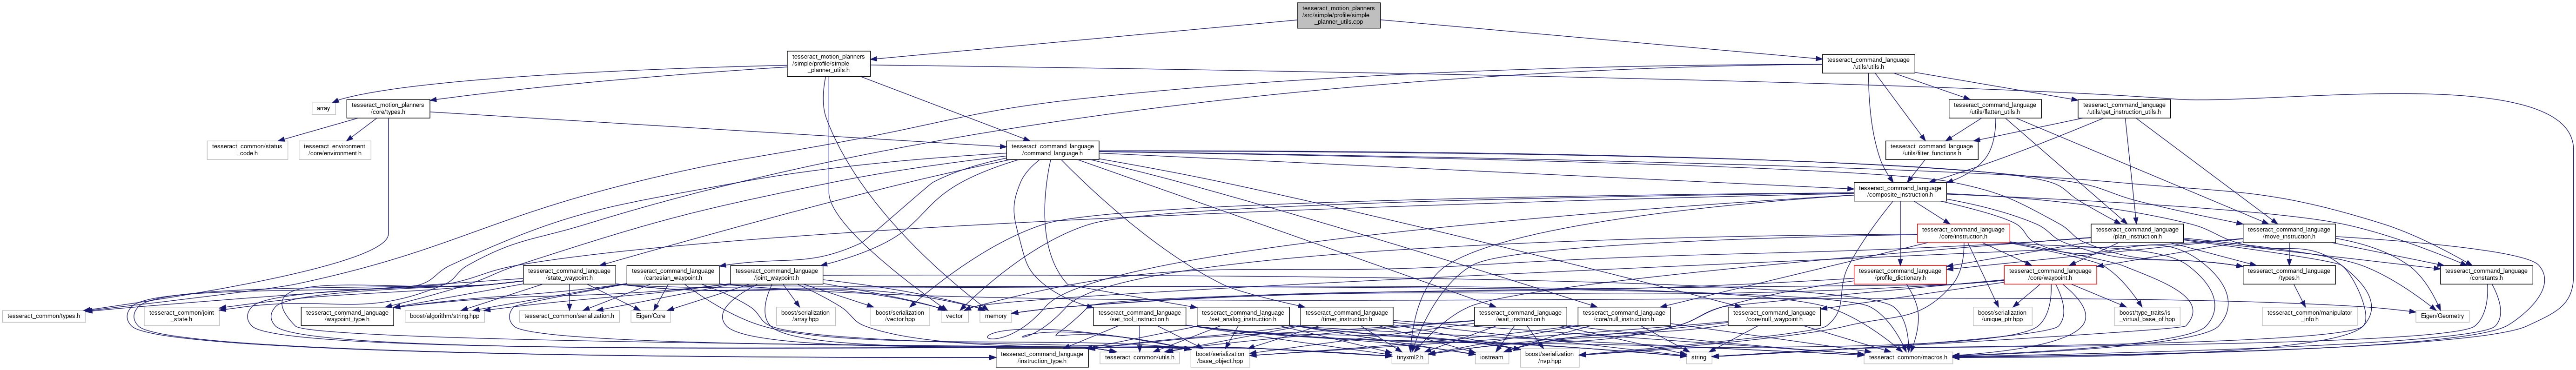 tesseract_motion_planners
/src/simple/profile/simple
_planner_utils.cpp
tesseract_motion_planners
/simple/profile/simple
_planner_utils.h
tesseract_command_language
/utils/utils.h
array
tesseract_motion_planners
/core/types.h
tesseract_command_language
/utils/flatten_utils.h
tesseract_command_language
/utils/get_instruction_utils.h
tesseract_common/status
_code.h
tesseract_environment
/core/environment.h
tesseract_command_language
/command_language.h
tesseract_command_language
/utils/filter_functions.h
tesseract_command_language
/composite_instruction.h
tesseract_command_language
/core/instruction.h
tesseract_command_language
/plan_instruction.h
tesseract_command_language
/move_instruction.h
tesseract_command_language
/state_waypoint.h
tesseract_command_language
/cartesian_waypoint.h
tesseract_command_language
/joint_waypoint.h
tesseract_command_language
/profile_dictionary.h
tesseract_command_language
/core/waypoint.h
tesseract_command_language
/types.h
tesseract_command_language
/constants.h
tesseract_common/types.h
tesseract_common/joint
_state.h
tesseract_command_language
/waypoint_type.h
boost/algorithm/string.hpp
tesseract_common/serialization.h
Eigen/Core
boost/serialization
/array.hpp
boost/serialization
/vector.hpp
vector
memory
tesseract_command_language
/set_tool_instruction.h
tesseract_command_language
/set_analog_instruction.h
tesseract_command_language
/timer_instruction.h
tesseract_command_language
/wait_instruction.h
tesseract_command_language
/core/null_instruction.h
tesseract_command_language
/core/null_waypoint.h
boost/serialization
/unique_ptr.hpp
boost/type_traits/is
_virtual_base_of.hpp
tesseract_common/manipulator
_info.h
Eigen/Geometry
tesseract_command_language
/instruction_type.h
tesseract_common/utils.h
boost/serialization
/base_object.hpp
tinyxml2.h
iostream
boost/serialization
/nvp.hpp
string
tesseract_common/macros.h